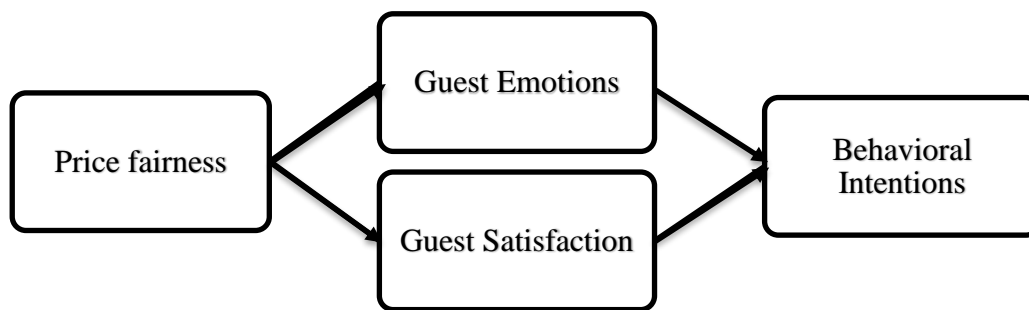 Price fairness
Guest Emotions
Guest Satisfaction
Behavioral
Intentions